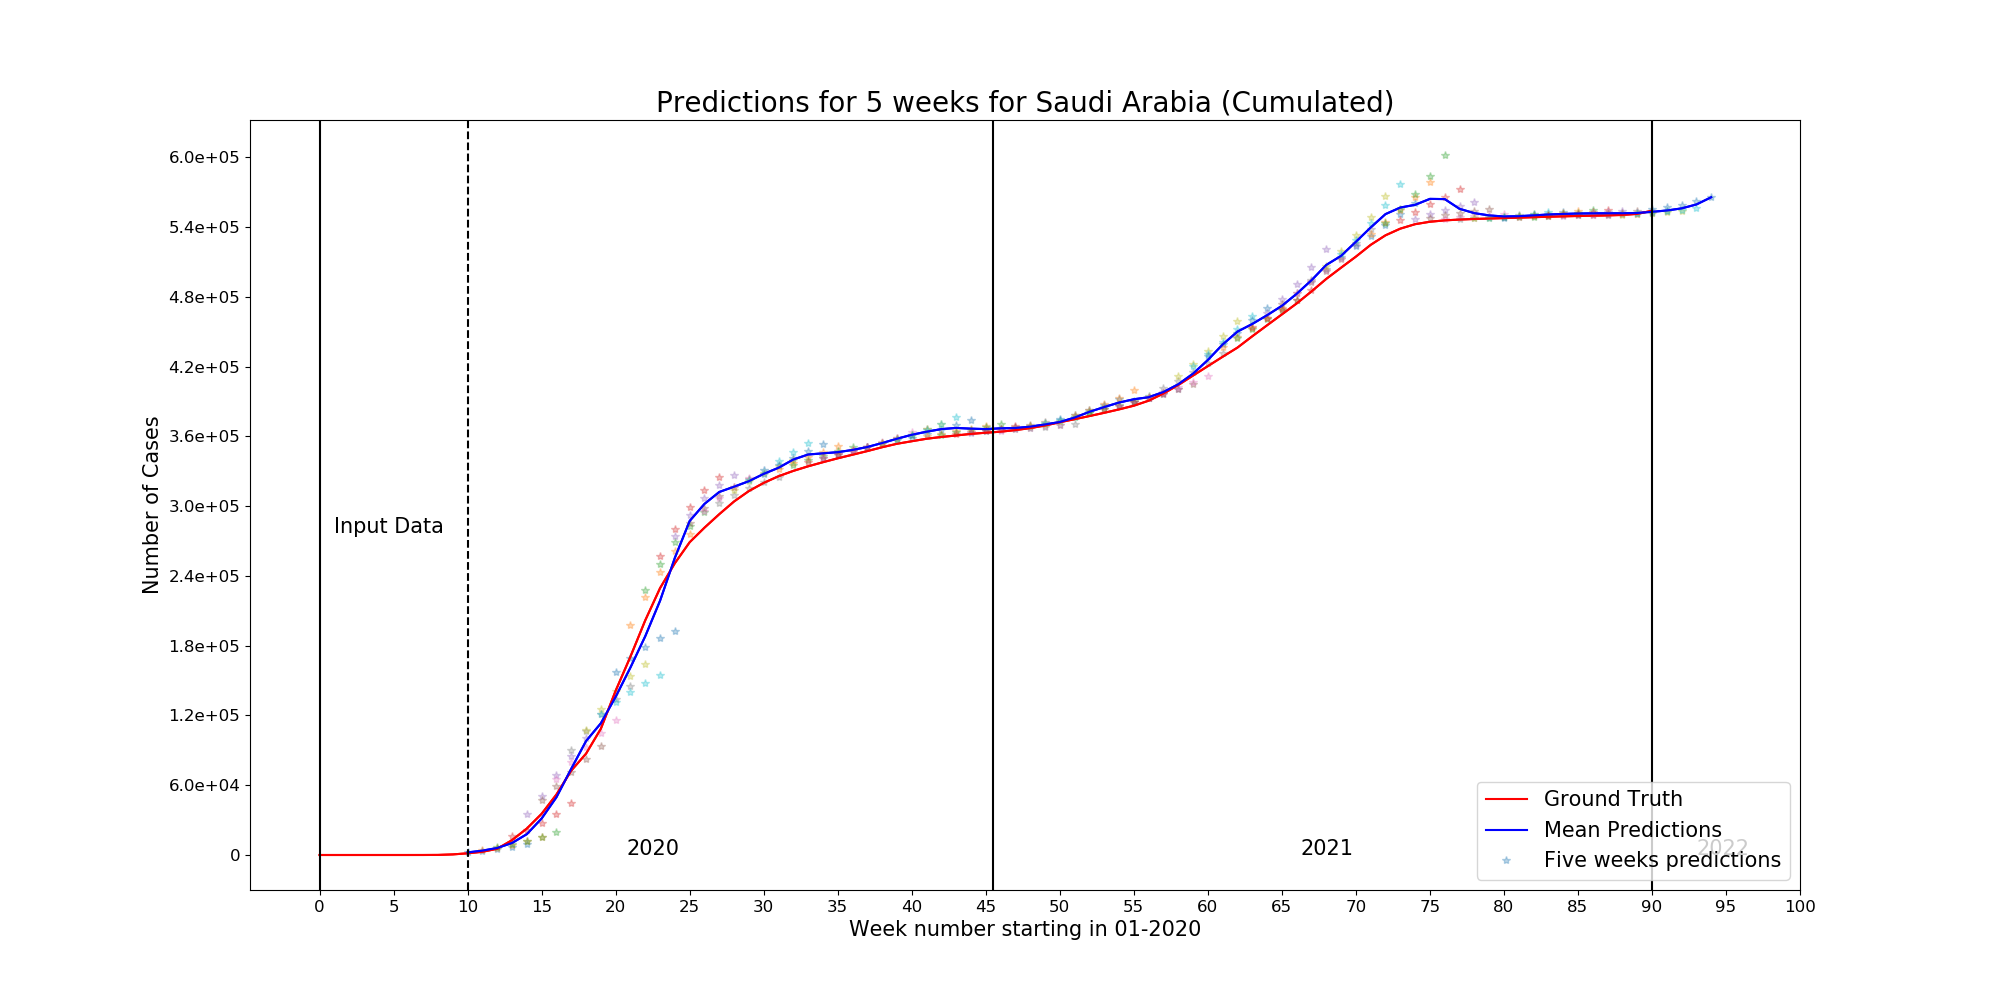 Predictions for 5 weeks for Saudi Arabia (Cumulated)
6.0e+05
5.4e+05
4.8e+05
4.2e+05
3.6e+05
3.0e+05
2.4e+05
1.8e+05
1.2e+05
6.0e+04
0
Number of Cases
Input Data
2020
2021
2022
Ground Truth
Mean Predictions
Five weeks predictions
0 5 10 15 20 25 30 35 40 45 50 55 60 65 70 75 80 85 90 95 100
Week number starting in 01-2020